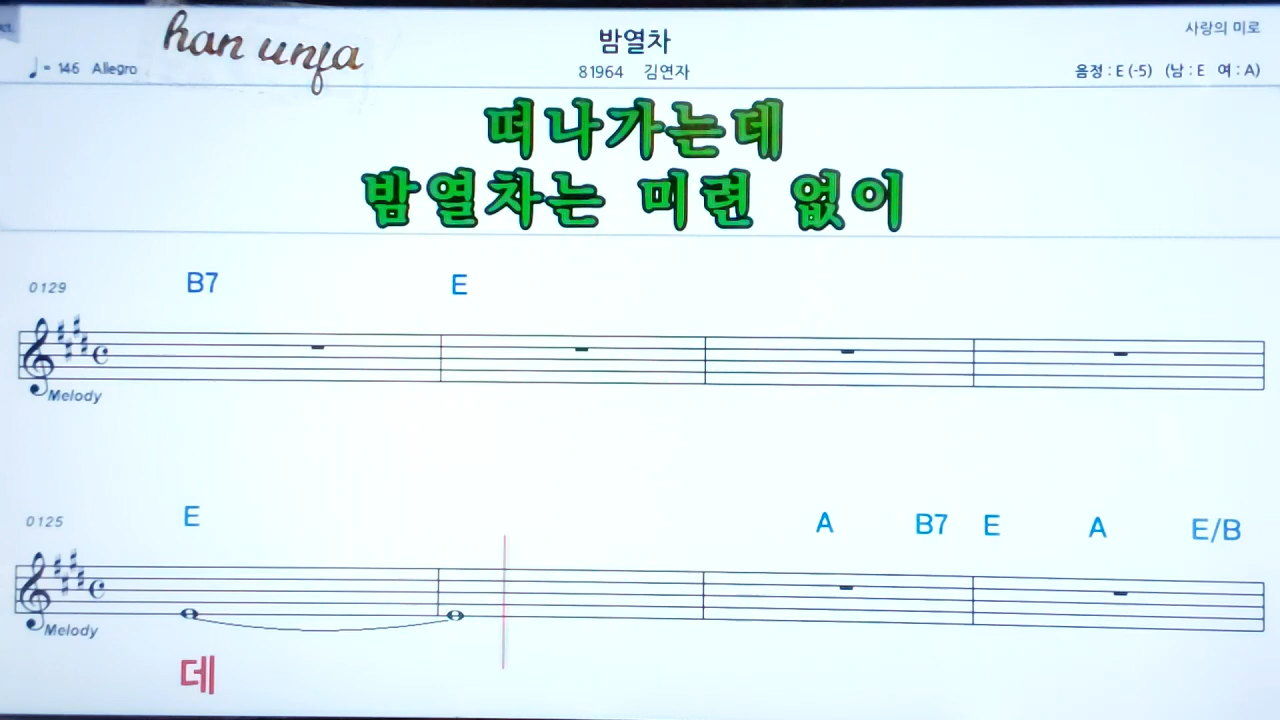 han unja
밤열차
사랑의 미로
♩= 146 Allegro
81964 김연자
음정 : E (-5) (남 : E 여 : A)
떠나가는데
밤열차는 미련 없이
0129 B7 E
Melody
0125 E A B7 E A E/B
Melody
데